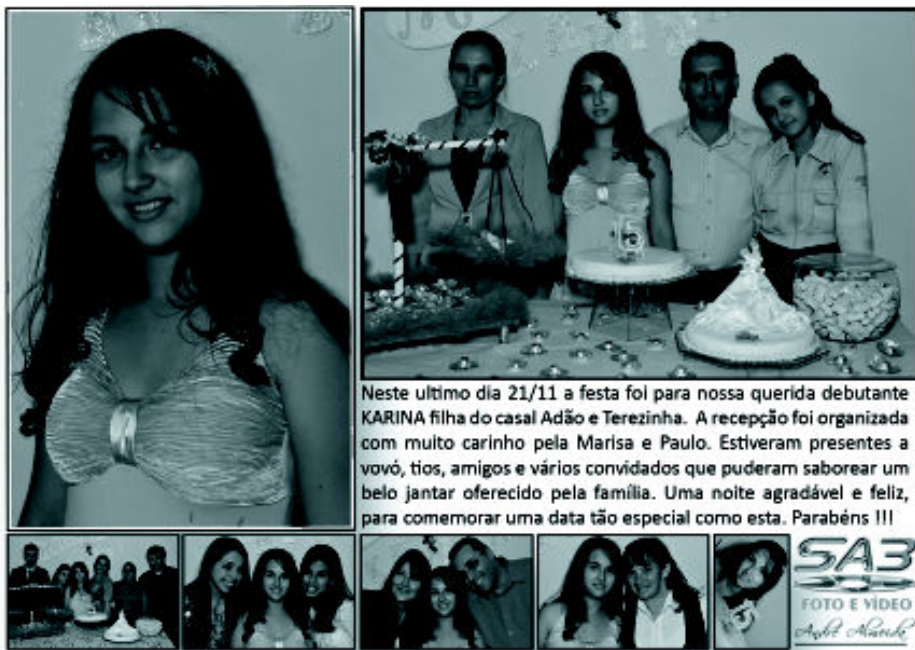 15
Neste ultimo dia 21/11 a festa foi para nossa querida debutante
KARINA filha do casal Adão e Terezinha. A recepção foi organizada
com muito carinho pela Marisa e Paulo. Estiveram presentes a
vovó, tios, amigos e vários convidados que puderam saborear um
belo jantar oferecido pela família. Uma noite agradável e feliz,
para comemorar uma data tão especial como esta. Parabéns !!!
SA3
FOTO E VÍDEO
André Almeida